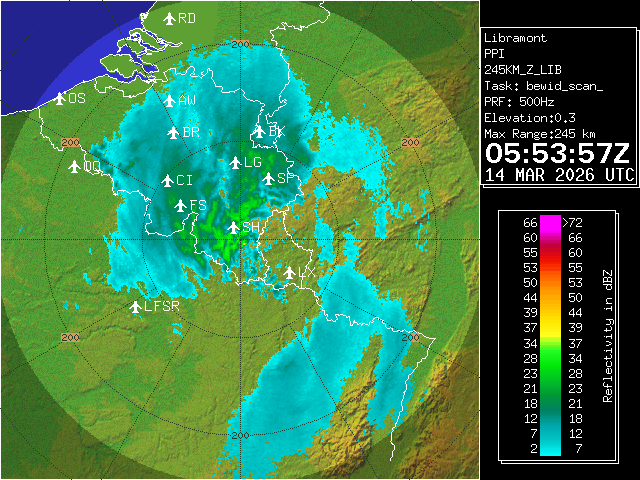 Libramont
PPI
245KM_Z_LIB
Task: bewid_scan_
PRF: 500Hz
Elevation:0.3
Max Range:245 km
05:53:57Z
14 MAR 2026 UTC
RD
200
OS
AW
BR
BK
200
200
OO
LG
CI
SP
FS
SH
LX
LFSR
200
200
200
66 >72
60 66
55 60
53 55
50 53
44 50
39 44
37 39
34 37
28 34
23 28
21 23
18 21
12 18
7 12
2 7
Reflectivity in dBZ